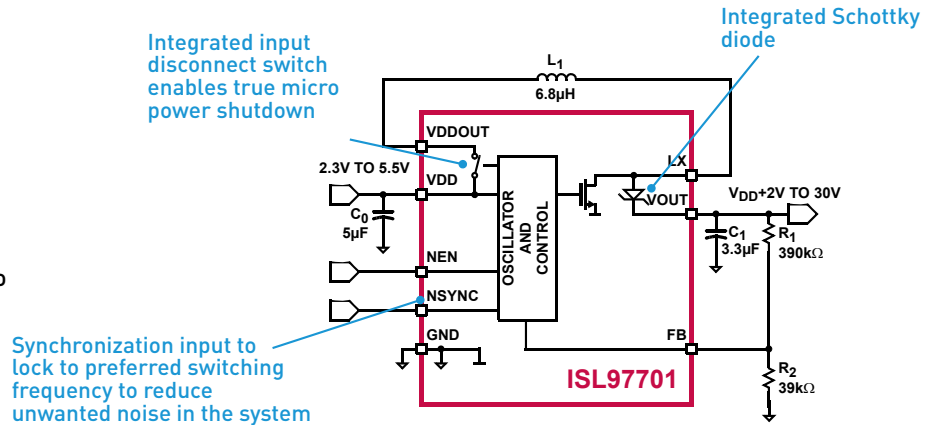 Integrated Schottky
diode
Integrated input
disconnect switch
enables true micro
power shutdown
L1
6.8µH
VDDOUT
2.3V TO 5.5V
VDD
LX
VOUT
VDD+2V TO 30V
C0
5µF
OSCILLATOR
AND
CONTROL
C1
3.3µF
R1
390kΩ
NEN
NSYNC
GND
FB
ISL97701
R2
39kΩ
Synchronization input to
lock to preferred switching
frequency to reduce
unwanted noise in the system